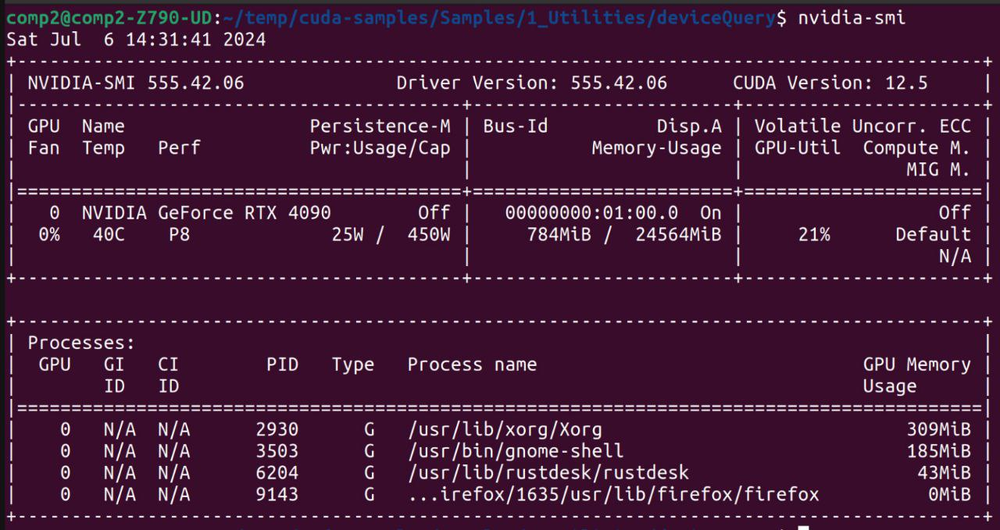 comp2@comp2-7790-UD:~/temp/cuda-samples/Samples/1_Utilities/deviceQuery$ nvidia-smi
Sat Jul  6 14:31:41 2024
+-----------------------------------------------------------------------------------------+
| NVIDIA-SMI 555.42.06              Driver Version: 555.42.06      CUDA Version: 12.5     |
|-----------------------------------------+------------------------+----------------------+
| GPU  Name                 Persistence-M | Bus-Id          Disp.A | Volatile Uncorr. ECC |
| Fan  Temp   Perf          Pwr:Usage/Cap |           Memory-Usage | GPU-Util  Compute M. |
|                                         |                        |               MIG M. |
|=========================================+========================+======================|
|   0  NVIDIA GeForce RTX 4090        Off |   00000000:01:00.0  On |                  Off |
|  0%   40C    P8             25W /  450W |     784MiB /  24564MiB |     21%      Default |
|                                         |                        |                  N/A |
+-----------------------------------------+------------------------+----------------------+

+-----------------------------------------------------------------------------------------+
| Processes:                                                                              |
|  GPU   GI   CI        PID   Type   Process name                              GPU Memory |
|        ID   ID                                                               Usage      |
|=========================================================================================|
|    0   N/A  N/A      2930      G   /usr/lib/xorg/Xorg                            309MiB |
|    0   N/A  N/A      3503      G   /usr/bin/gnome-shell                          185MiB |
|    0   N/A  N/A      6204      G   /usr/lib/rustdesk/rustdesk                     43MiB |
|    0   N/A  N/A      9143      G   ...irefox/1635/usr/lib/firefox/firefox          0MiB |
+-----------------------------------------------------------------------------------------+